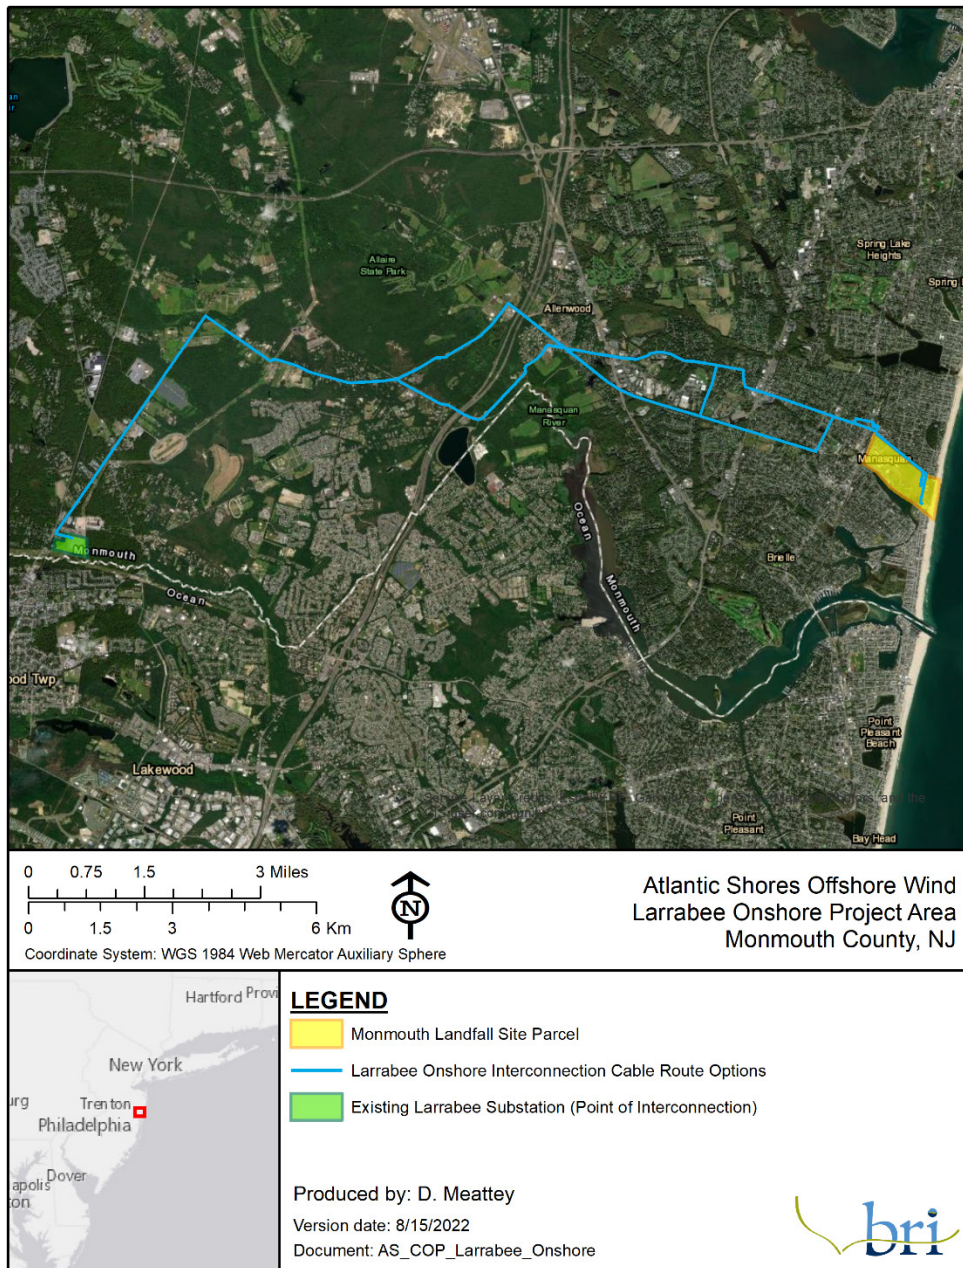 an
r
Spring Lake
Heights
Spring L
Allaire
State Park
Allenwood
Manasquan
River
Manasquan
Ocean
Monmouth
Monmouth
Ocean
Brielle
ood Twp
Lakewood
Point
Pleasant
Beach
Point
Pleasant
Bay Head
0 0.75 1.5 3 Miles
0 1.5 3 6 Km
Coordinate System: WGS 1984 Web Mercator Auxiliary Sphere
N
Atlantic Shores Offshore Wind
Larrabee Onshore Project Area
Monmouth County, NJ
Hartford Provi
New York
urg
Trenton
Philadelphia
Dover
apolis
ton
LEGEND
Monmouth Landfall Site Parcel
Larrabee Onshore Interconnection Cable Route Options
Existing Larrabee Substation (Point of Interconnection)
Produced by: D. Meattey
Version date: 8/15/2022
Document: AS_COP_Larrabee_Onshore
bri